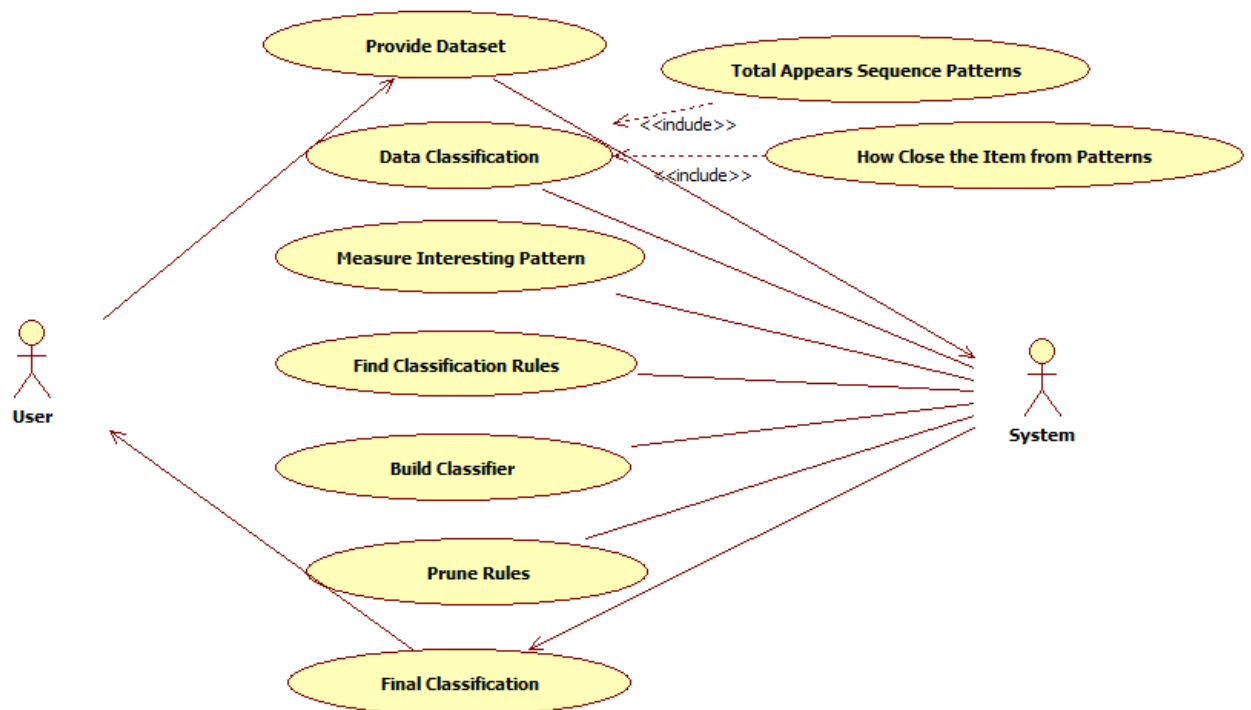 Provide Dataset
Total Appears Sequence Patterns
<<include>>
Data Classification
How Close the Item from Patterns
<<include>>
Measure Interesting Pattern
Find Classification Rules
User
System
Build Classifier
Prune Rules
Final Classification